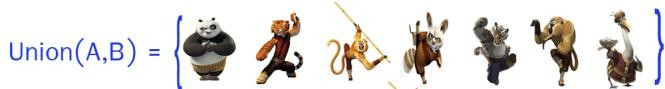 Union(A,B) = { }